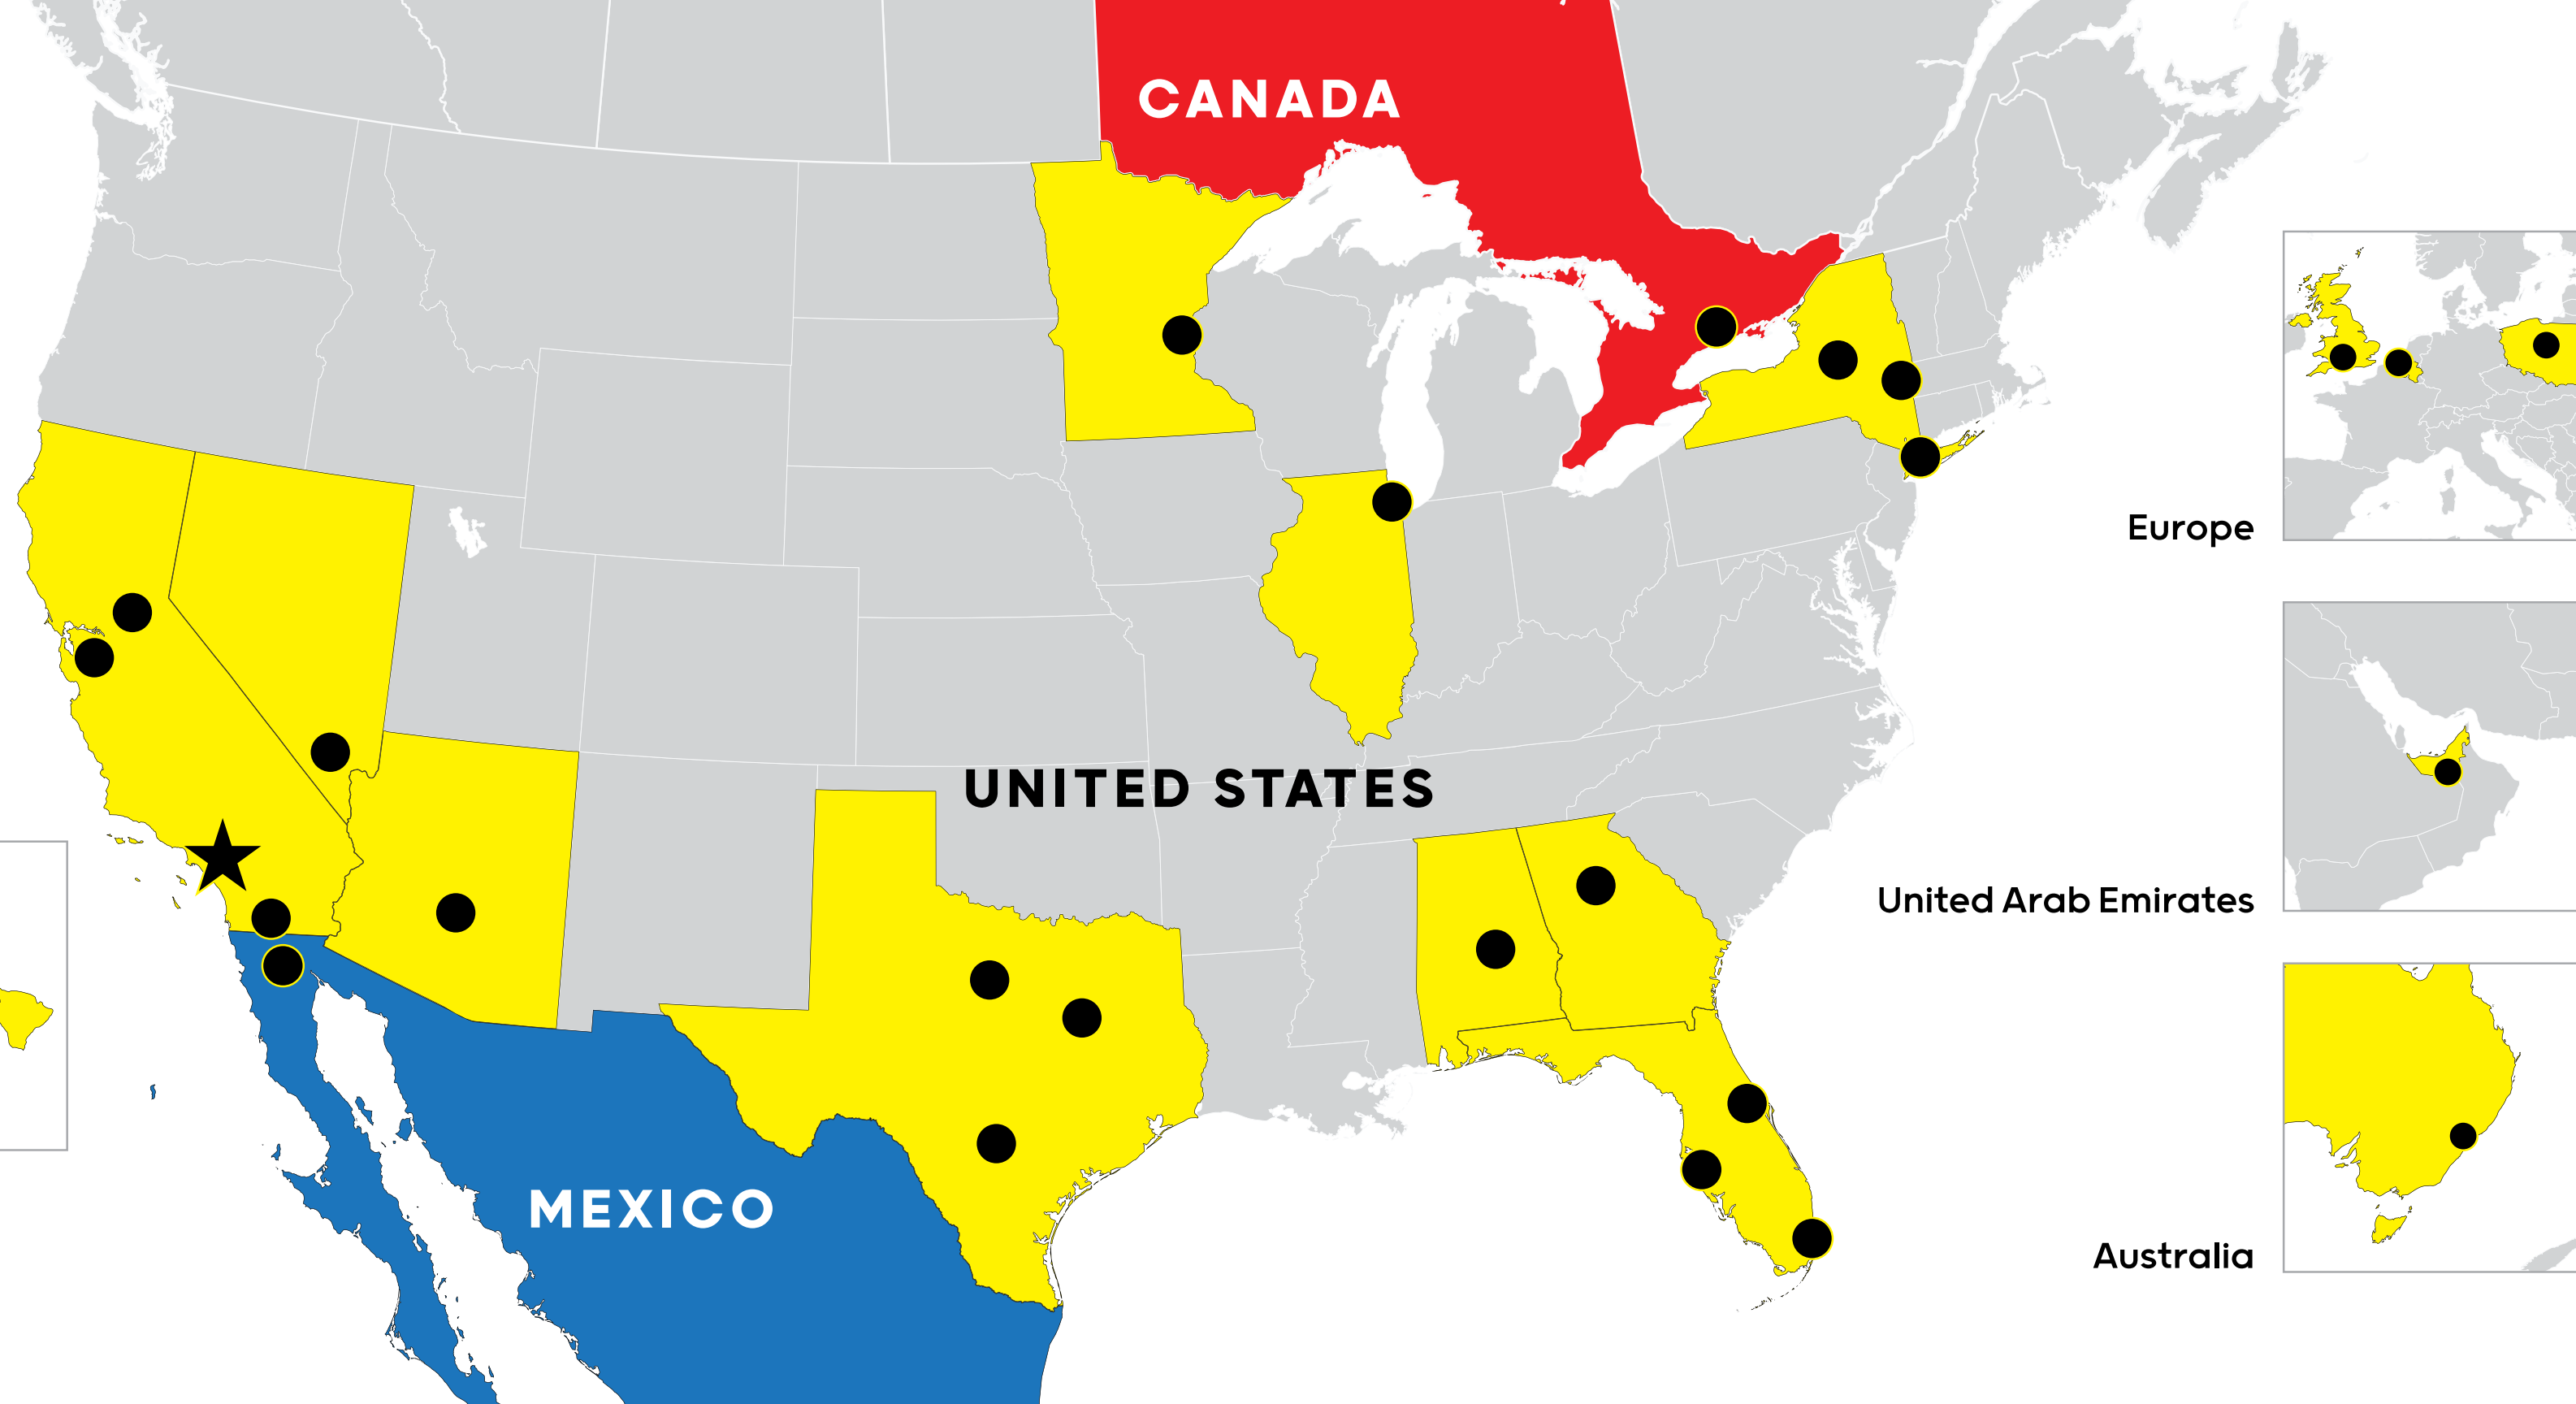 CANADA
Europe
UNITED STATES
United Arab Emirates
MEXICO
Australia